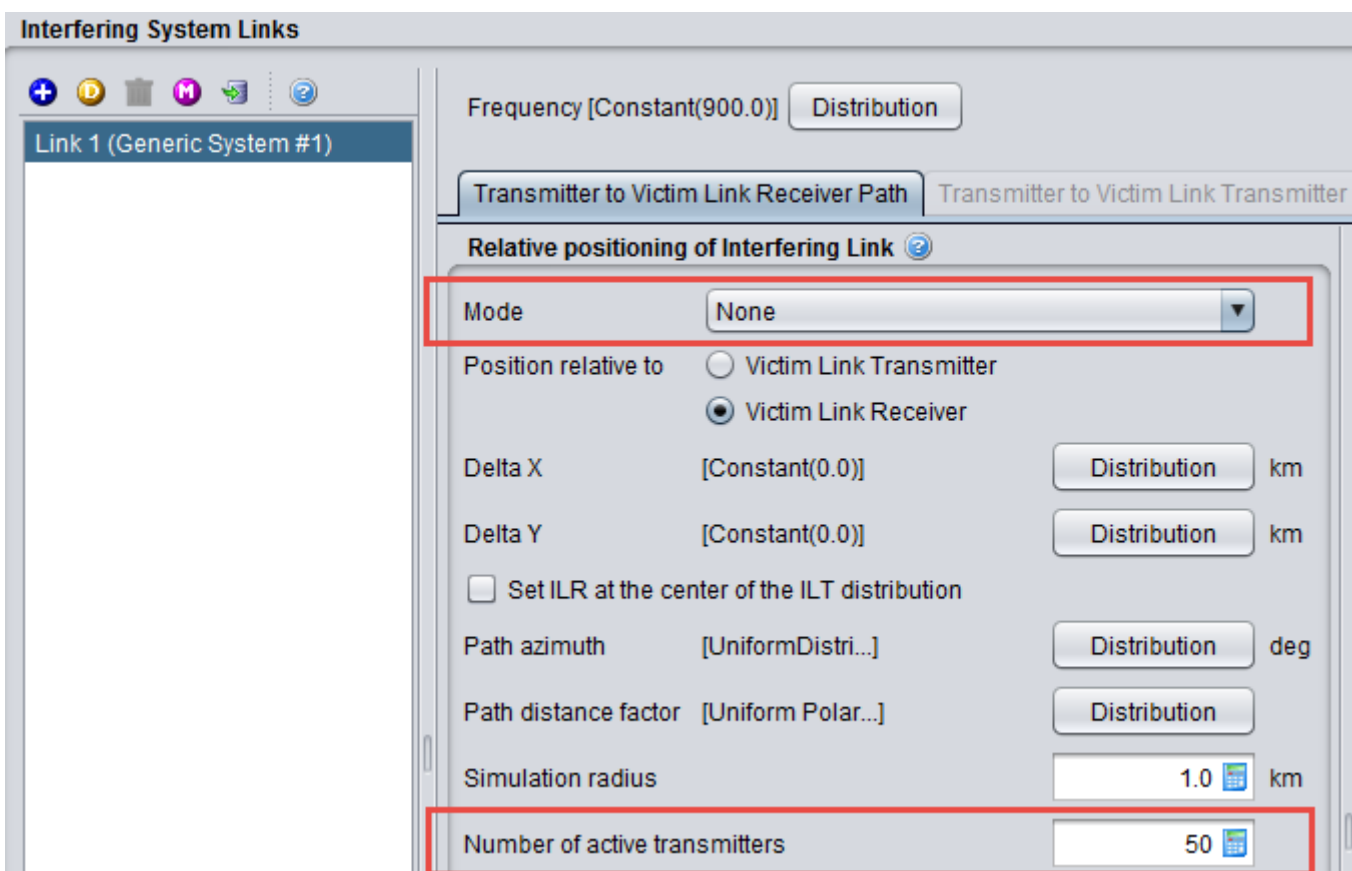 Interfering System Links
D M ?
Link 1 (Generic System #1)
Frequency [Constant(900.0)] Distribution
Transmitter to Victim Link Receiver Path Transmitter to Victim Link Transmitter
Relative positioning of Interfering Link ?
Mode None
Position relative to Victim Link Transmitter
Victim Link Receiver
Delta X [Constant(0.0)] Distribution km
Delta Y [Constant(0.0)] Distribution km
Set ILR at the center of the ILT distribution
Path azimuth [UniformDistri...] Distribution deg
Path distance factor [Uniform Polar...] Distribution
Simulation radius 1.0 km
Number of active transmitters 50